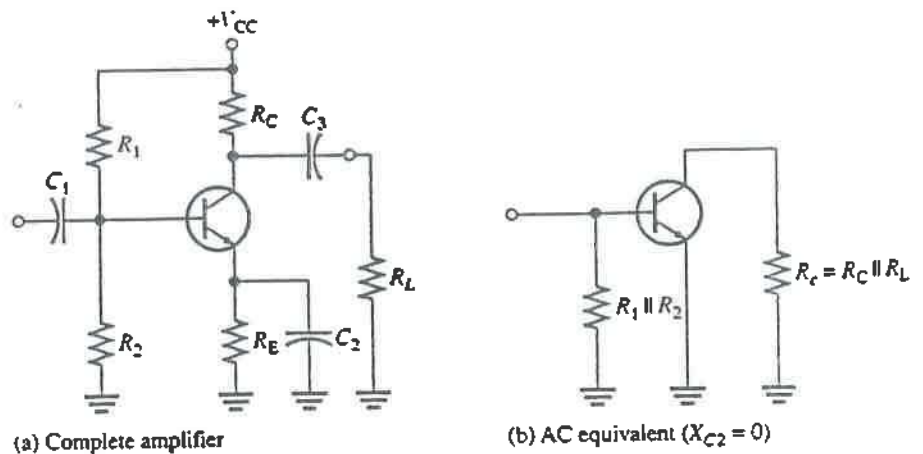 +V_CC
R_C
C_3
R_1
C_1
R_L
R_c = R_C || R_L
R_1 || R_2
R_2
R_E
C_2
(a) Complete amplifier
(b) AC equivalent (X_C2 = 0)